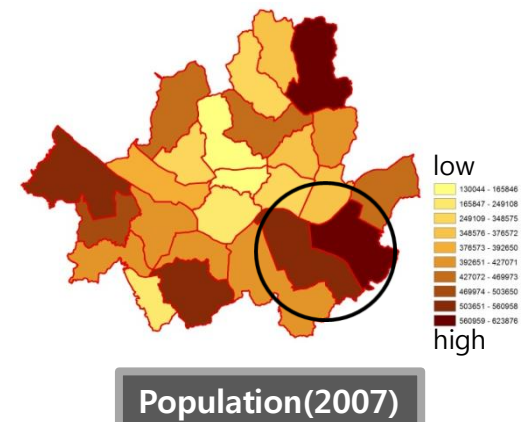 low
130044 - 165846
165847 - 249108
249109 - 348575
348576 - 376572
376573 - 392650
392651 - 427071
427072 - 469973
469974 - 503650
503651 - 560958
560959 - 623876
high
Population(2007)